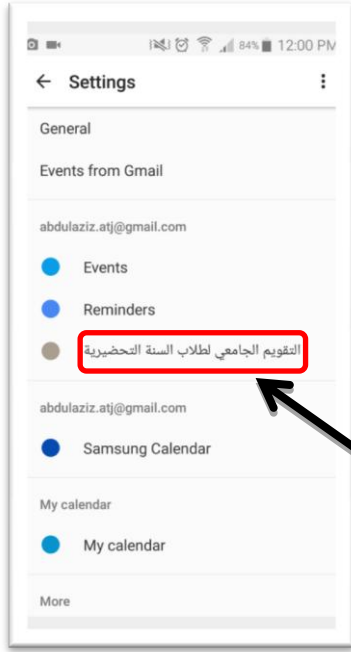 84% 12:00 PM
Settings
General
Events from Gmail
abdulaziz.atj@gmail.com
Events
Reminders
التقويم الجامعي لطلاب السنة التحضيرية
abdulaziz.atj@gmail.com
Samsung Calendar
My calendar
My calendar
More